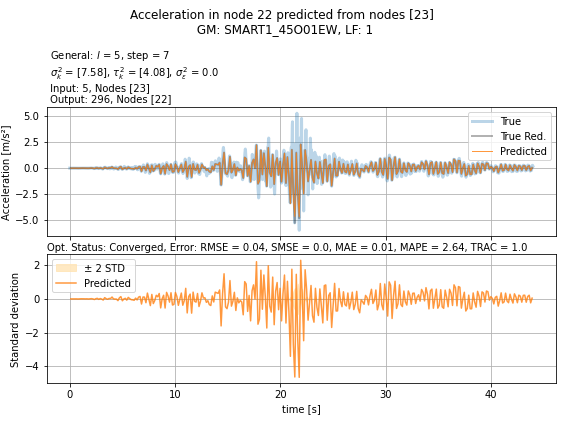 Acceleration in node 22 predicted from nodes [23]
GM: SMART1_45O01EW, LF: 1
General: l = 5, step = 7
σ²ₖ = [7.58], τ²ₖ = [4.08], σ²_ε = 0.0
Input: 5, Nodes [23]
Output: 296, Nodes [22]
5.0
2.5
0.0
−2.5
−5.0
Acceleration [m/s²]
True
True Red.
Predicted
Opt. Status: Converged, Error: RMSE = 0.04, SMSE = 0.0, MAE = 0.01, MAPE = 2.64, TRAC = 1.0
2
0
−2
−4
Standard deviation
± 2 STD
Predicted
0
10
20
30
40
time [s]